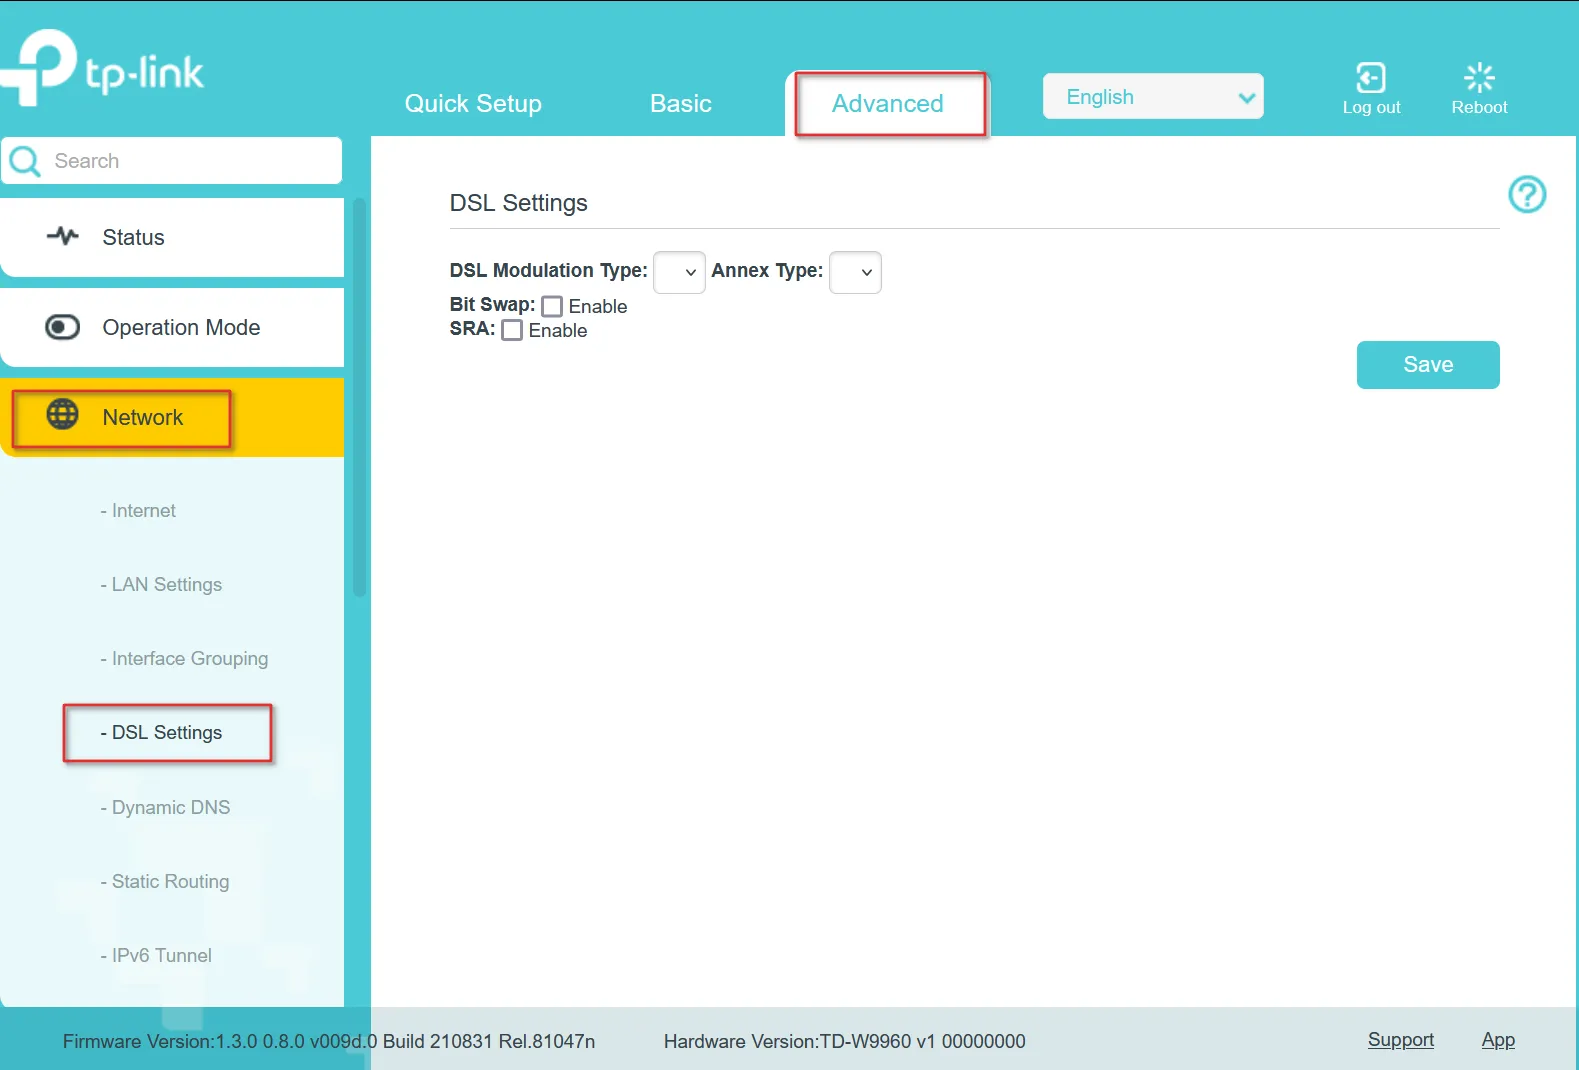 tp-link
Quick Setup
Basic
Advanced
English
Log out
Reboot
Search
Status
Operation Mode
Network
- Internet
- LAN Settings
- Interface Grouping
- DSL Settings
- Dynamic DNS
- Static Routing
- IPv6 Tunnel
DSL Settings
?
DSL Modulation Type: Annex Type:
Bit Swap: Enable
SRA: Enable
Save
Firmware Version:1.3.0 0.8.0 v009d.0 Build 210831 Rel.81047n Hardware Version:TD-W9960 v1 00000000 Support App